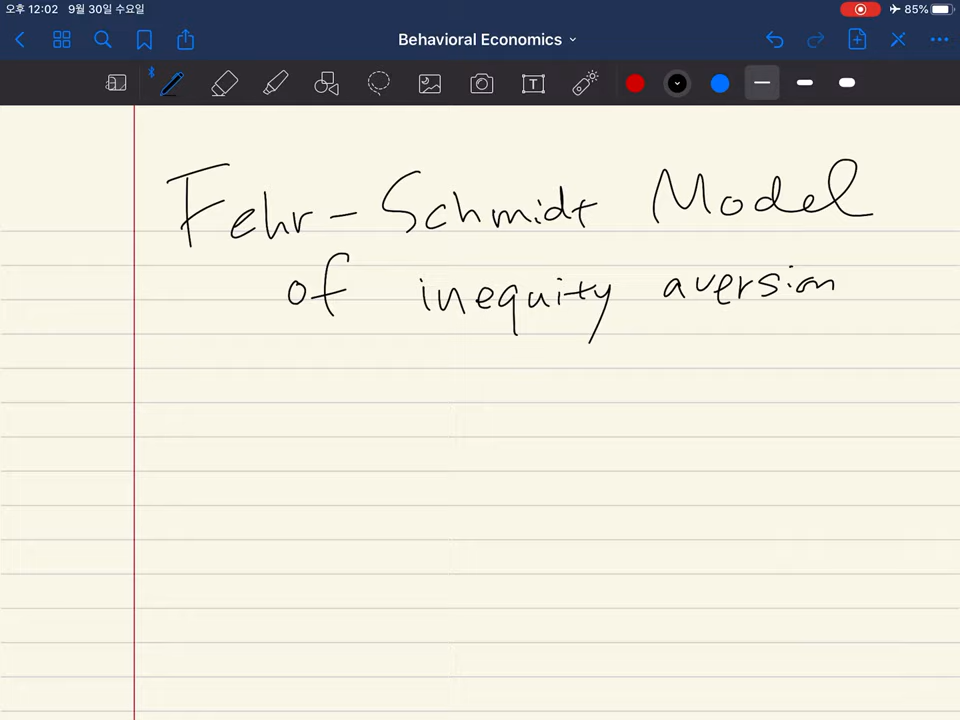 오후 12:02 9월 30일 수요일 85%
Behavioral Economics
T
Fehr-Schmidt Model
of inequity aversion